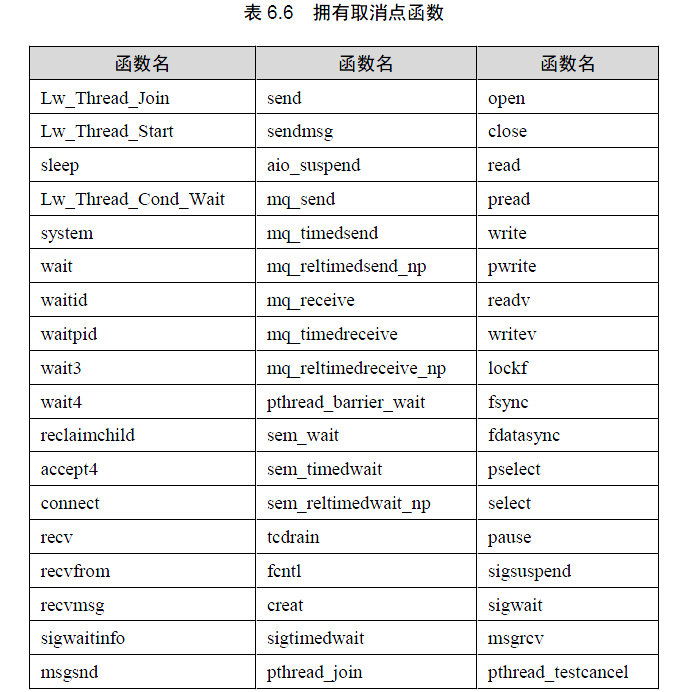 表 6.6 拥有取消点函数
函数名 函数名 函数名
Lw_Thread_Join send open
Lw_Thread_Start sendmsg close
sleep aio_suspend read
Lw_Thread_Cond_Wait mq_send pread
system mq_timedsend write
wait mq_reltimedsend_np pwrite
waitid mq_receive readv
waitpid mq_timedreceive writev
wait3 mq_reltimedreceive_np lockf
wait4 pthread_barrier_wait fsync
reclaimchild sem_wait fdatasync
accept4 sem_timedwait pselect
connect sem_reltimedwait_np select
recv tcdrain pause
recvfrom fcntl sigsuspend
recvmsg creat sigwait
sigwaitinfo sigtimedwait msgrcv
msgsnd pthread_join pthread_testcancel